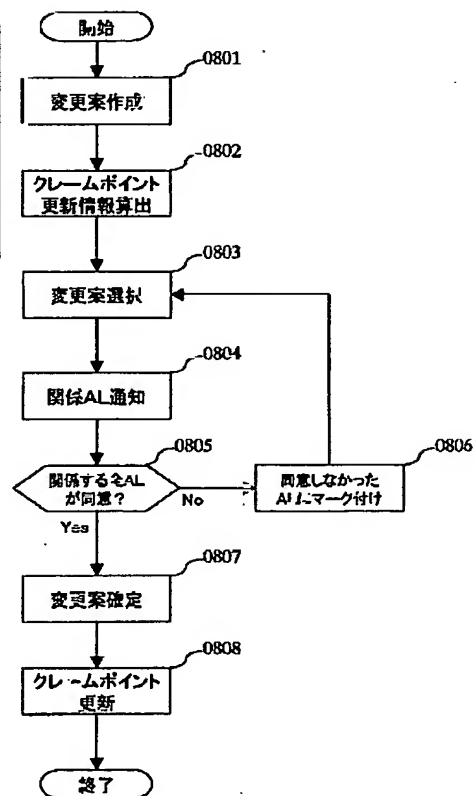 開始
0801
変更案作成
0802
クレームポイント
更新情報算出
0803
変更案選択
0804
関係AL通知
0805
関係する全AL
が同意?
No
Yes
0806
同意しなかった
ALにマーク付け
0807
変更案確定
0808
クレームポイント
更新
終了